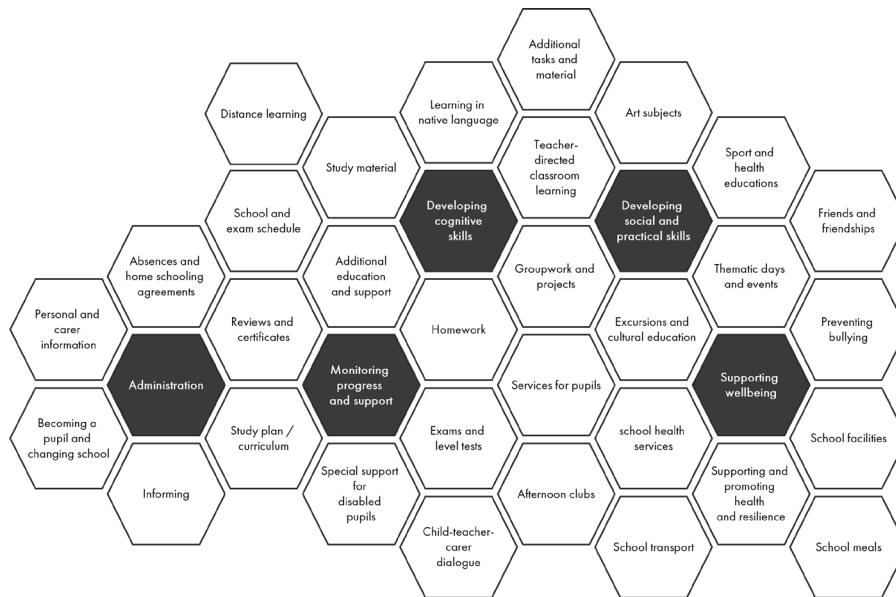 Additional
tasks and
material
Distance learning
Learning in
native language
Art subjects
Study material
Teacher-
directed
classroom
learning
Sport and
health
educations
School and
exam schedule
Developing
cognitive
skills
Developing
social and
practical skills
Friends and
friendships
Absences and
home schooling
agreements
Additional
education
and support
Groupwork and
projects
Thematic days
and events
Personal and
carer
information
Reviews and
certificates
Homework
Excursions and
cultural education
Preventing
bullying
Administration
Monitoring
progress
and support
Services for pupils
Supporting
wellbeing
Becoming a
pupil and
changing school
Study plan /
curriculum
Exams and
level tests
school health
services
School facilities
Informing
Special support
for
disabled
pupils
Afternoon clubs
Supporting and
promoting
health
and resilience
Child-teacher-
carer
dialogue
School transport
School meals